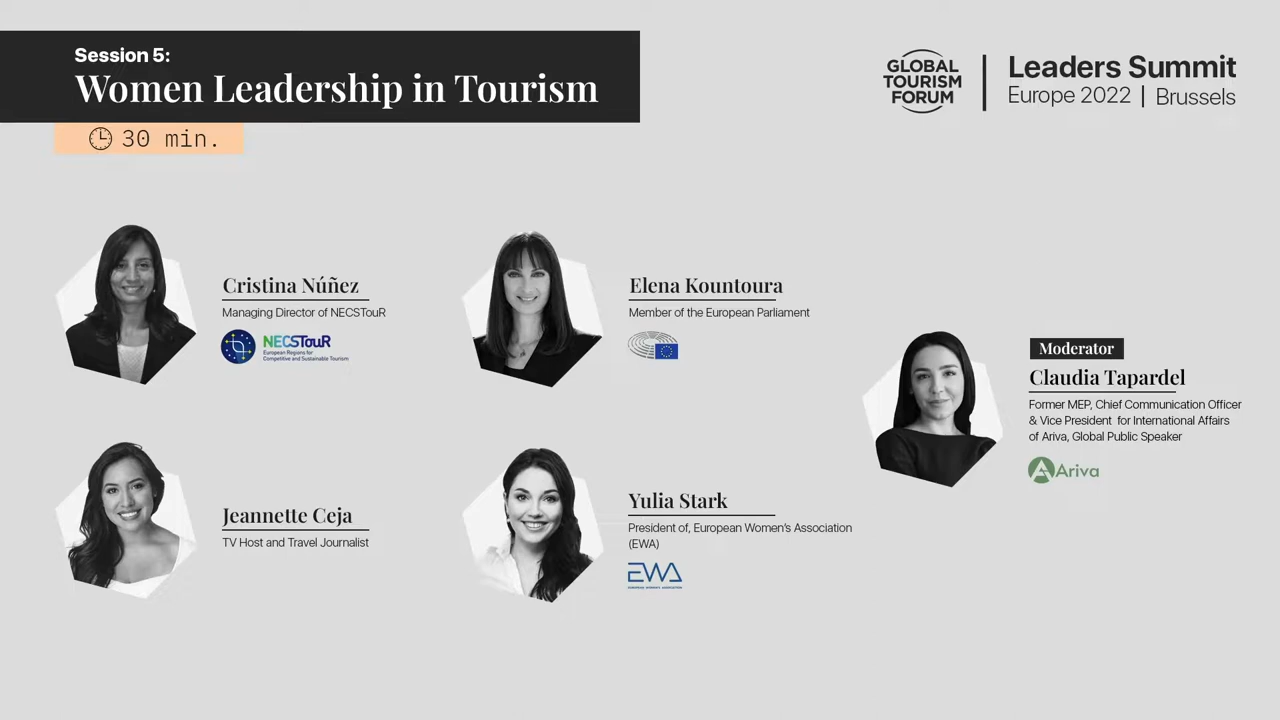 Session 5:
Women Leadership in Tourism
30 min.
GLOBAL
TOURISM
FORUM
Leaders Summit
Europe 2022 | Brussels
Cristina Núñez
Managing Director of NECSTouR
NECSTouR
European Regions for
Competitive and Sustainable Tourism
Elena Kountoura
Member of the European Parliament
Jeannette Ceja
TV Host and Travel Journalist
Yulia Stark
President of, European Women's Association
(EWA)
EWA
EUROPEAN WOMEN'S ASSOCIATION
Moderator
Claudia Tapardel
Former MEP, Chief Communication Officer
& Vice President for International Affairs
of Ariva, Global Public Speaker
Ariva